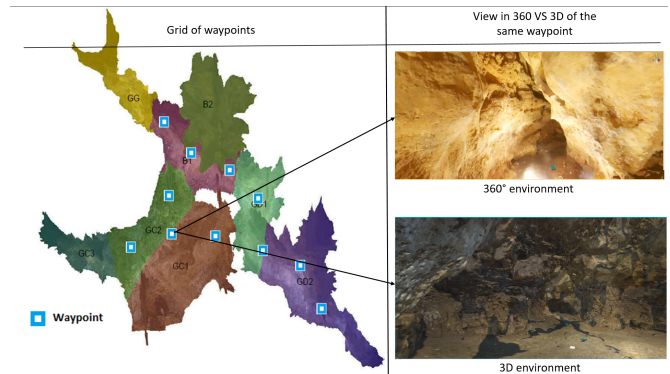 Grid of waypoints
View in 360 VS 3D of the
same waypoint
GG
B2
B1
GD1
GC2
GC3
GC1
GD2
Waypoint
360° environment
3D environment